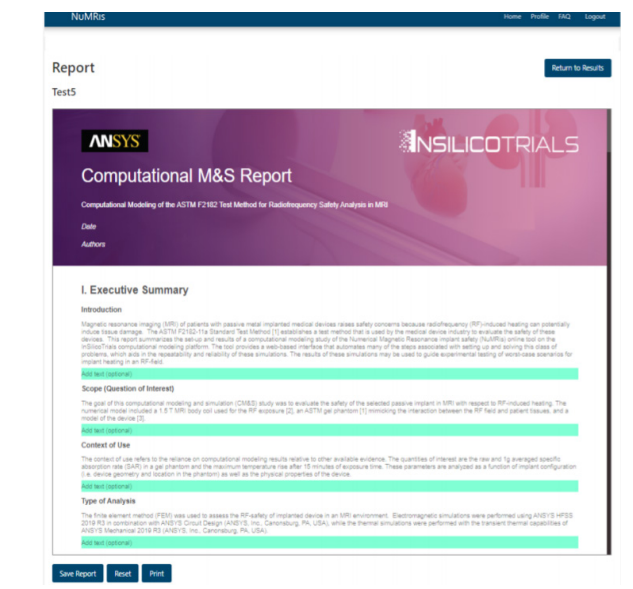 NuMRIS
Home Profile FAQ Logout
Report
Return to Results
Test5
ANSYS
INSILICOTRIALS
Computational M&S Report
Computational Modeling of the ASTM F2182 Test Method for Radiofrequency Safety Analysis in MRI
Date
Authors
I. Executive Summary
Introduction
Magnetic resonance imaging (MRI) of patients with passive metal implanted medical devices raises safety concerns because radiofrequency (RF)-induced heating can potentially
induce tissue damage. The ASTM F2182-11a Standard Test Method [1] establishes a test method that is used by the medical device industry to evaluate the safety of these
devices. This report summarizes the set-up and results of a computational modeling study of the Numerical Magnetic Resonance Implant safety (NuMRIs) online tool on the
InSilicoTrials computational modeling platform. The tool provides a web-based interface that automates many of the steps associated with setting up and solving this class of
problems, which aids in the repeatability and reliability of these simulations. The results of these simulations may be used to guide experimental testing of worst-case scenarios for
implant heating in an RF-field.
Add text (optional)
Scope (Question of Interest)
The goal of this computational modeling and simulation (CM&S) study was to evaluate the safety of the selected passive implant in MRI with respect to RF-induced heating. The
numerical model included a 1.5 T MRI body coil used for the RF exposure [2], an ASTM gel phantom [1] mimicking the interaction between the RF field and patient tissues, and a
model of the device [3].
Add text (optional)
Context of Use
The context of use refers to the reliance on computational modeling results relative to other available evidence. The quantities of interest are the raw and 1g averaged specific
absorption rate (SAR) in a gel phantom and the maximum temperature rise after 15 minutes of exposure time. These parameters are analyzed as a function of implant configuration
(i.e. device geometry and location in the phantom) as well as the physical properties of the device.
Add text (optional)
Type of Analysis
The finite element method (FEM) was used to assess the RF-safety of implanted device in an MRI environment. Electromagnetic simulations were performed using ANSYS HFSS
2019 R3 in combination with ANSYS Circuit Design (ANSYS, Inc., Canonsburg, PA, USA), while the thermal simulations were performed with the transient thermal capabilities of
ANSYS Mechanical 2019 R3 (ANSYS, Inc., Canonsburg, PA, USA).
Add text (optional)
Save Report Reset Print